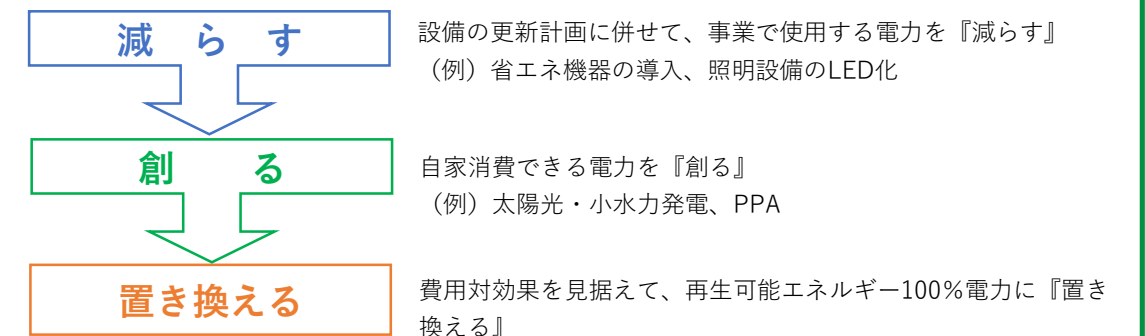 減らす
設備の更新計画に併せて、事業で使用する電力を『減らす』
（例）省エネ機器の導入、照明設備のLED化
創る
自家消費できる電力を『創る』
（例）太陽光・小水力発電、PPA
置き換える
費用対効果を見据えて、再生可能エネルギー100％電力に『置き
換える』